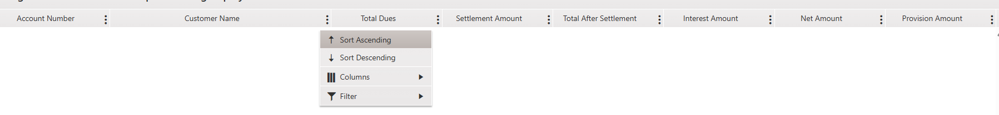 Account Number Customer Name Total Dues Settlement Amount Total After Settlement Interest Amount Net Amount Provision Amount
Sort Ascending
Sort Descending
Columns
Filter